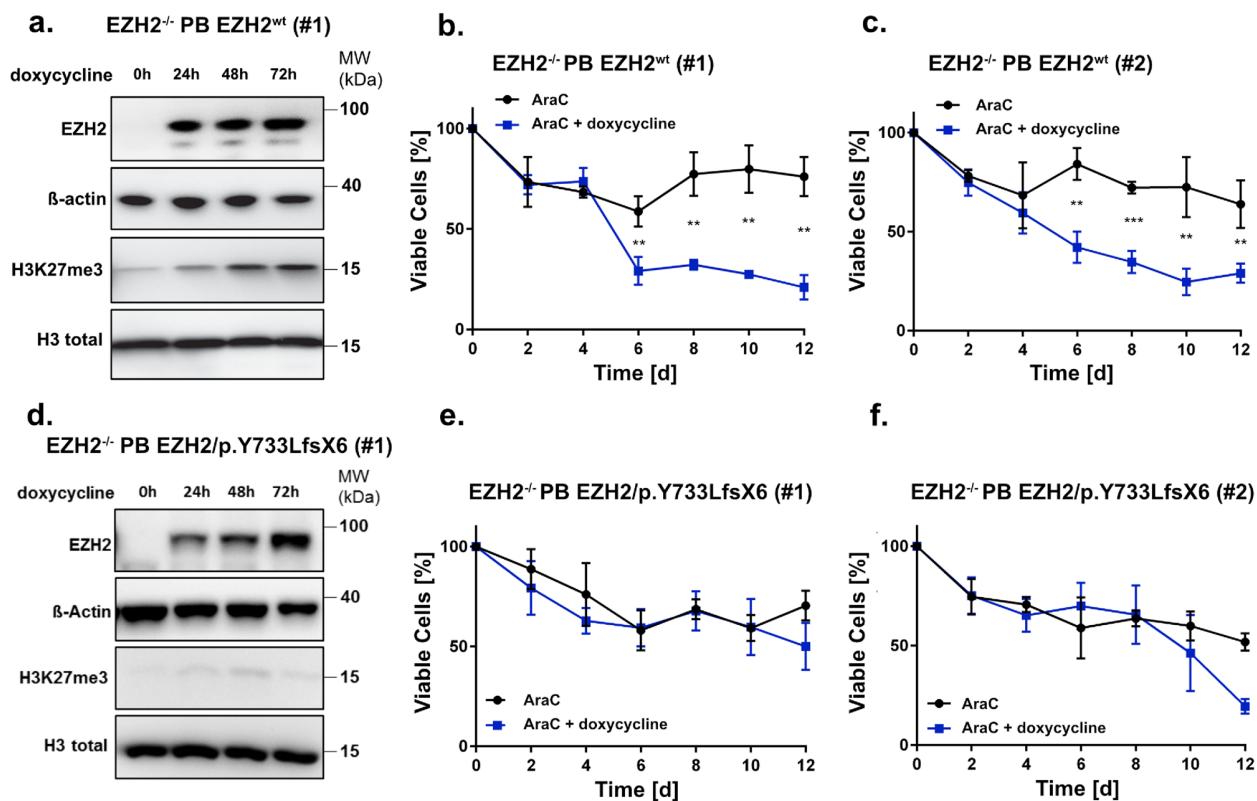 a.
EZH2-/- PB EZH2wt (#1)
doxycycline 0h 24h 48h 72h
MW
(kDa)
EZH2
100
ß-actin
40
H3K27me3
15
H3 total
15
b.
EZH2-/- PB EZH2wt (#1)
AraC
AraC + doxycycline
Viable Cells [%]
100
50
0
** ** ** **
0 2 4 6 8 10 12
Time [d]
c.
EZH2-/- PB EZH2wt (#2)
AraC
AraC + doxycycline
Viable Cells [%]
100
50
0
** *** ** **
0 2 4 6 8 10 12
Time [d]
d.
EZH2-/- PB EZH2/p.Y733LfsX6 (#1)
doxycycline 0h 24h 48h 72h
MW
(kDa)
EZH2
100
ß-Actin
40
H3K27me3
15
H3 total
15
e.
EZH2-/- PB EZH2/p.Y733LfsX6 (#1)
Viable Cells [%]
100
50
0
AraC
AraC + doxycycline
0 2 4 6 8 10 12
Time [d]
f.
EZH2-/- PB EZH2/p.Y733LfsX6 (#2)
Viable Cells [%]
100
50
0
AraC
AraC + doxycycline
0 2 4 6 8 10 12
Time [d]